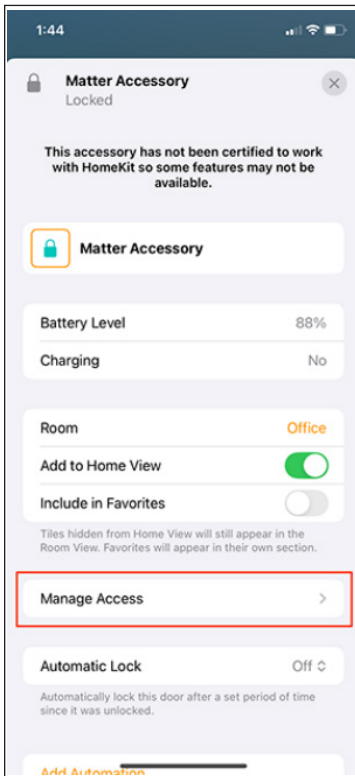 1:44
Matter Accessory
Locked
This accessory has not been certified to work
with HomeKit so some features may not be
available.
Matter Accessory
Battery Level 88%
Charging No
Room Office
Add to Home View
Include in Favorites
Tiles hidden from Home View will still appear in the
Room View. Favorites will appear in their own section.
Manage Access
Automatic Lock Off
Automatically lock this door after a set period of time
since it was unlocked.
Add Automation